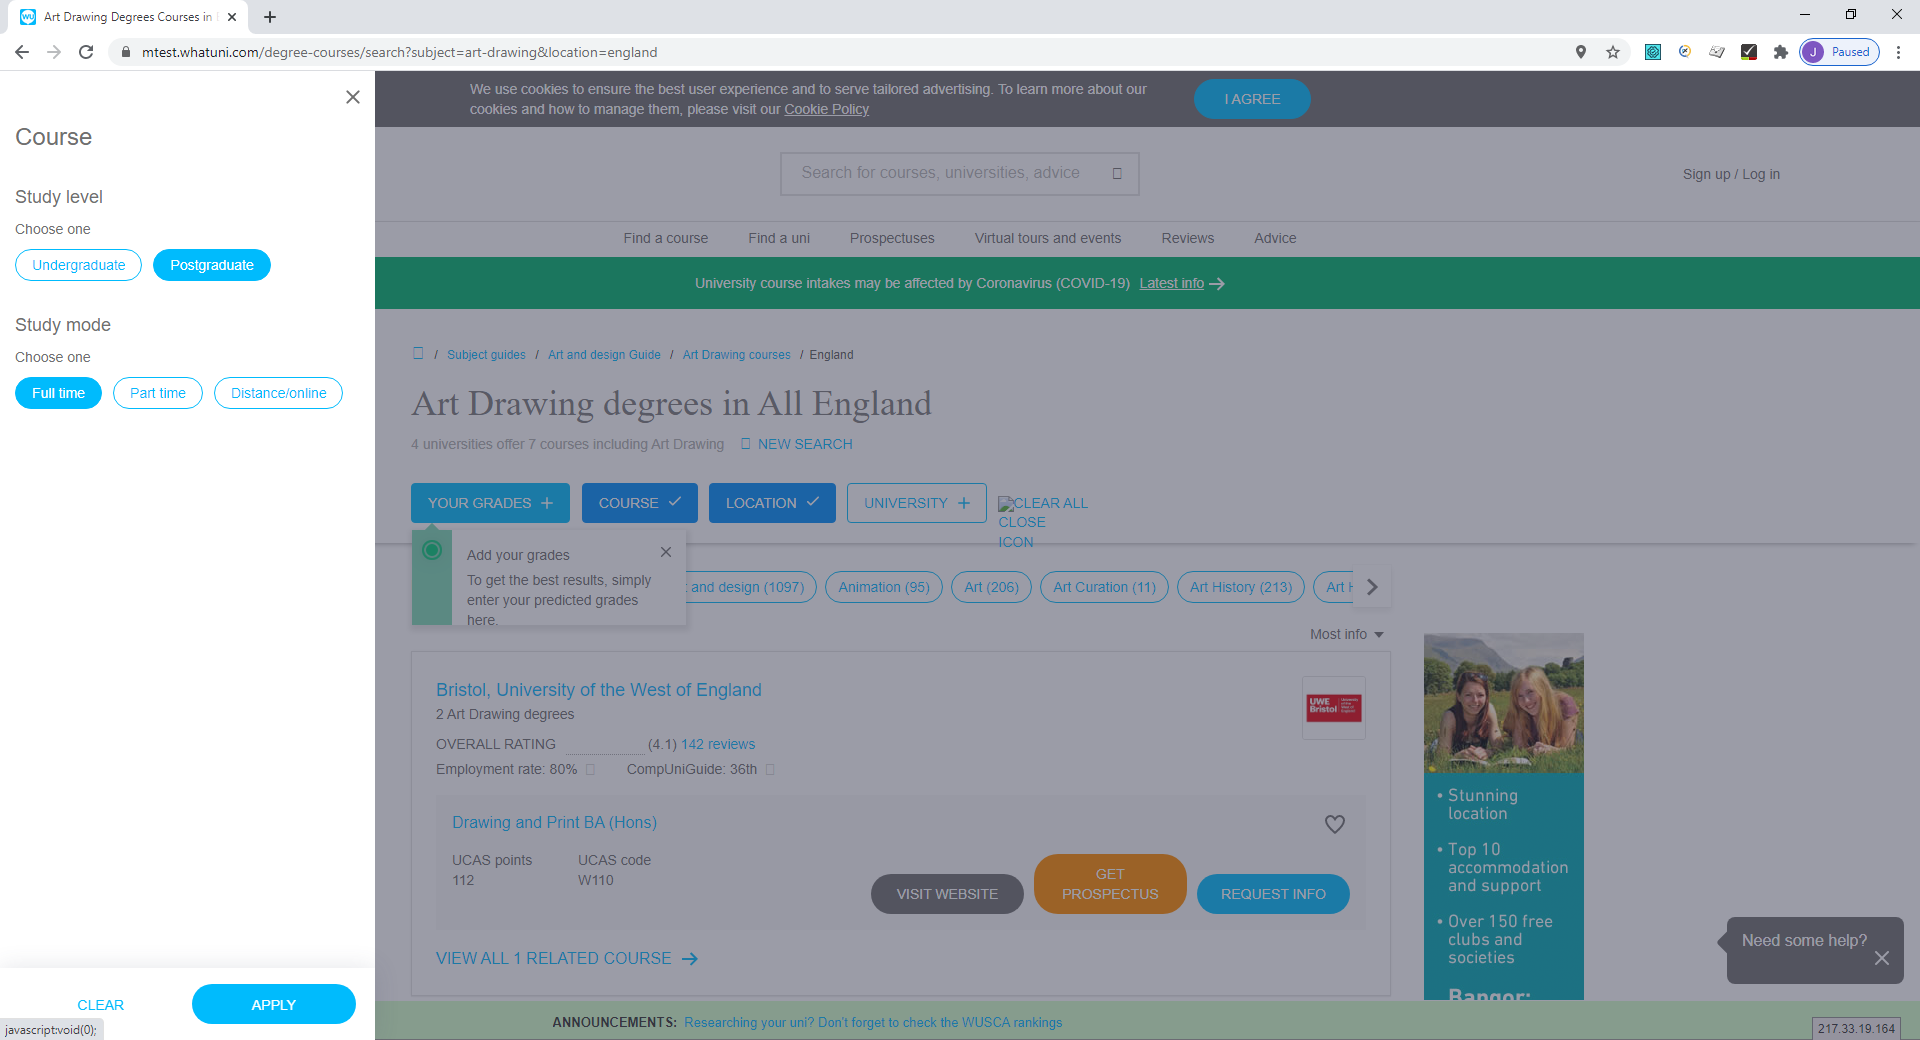 Art Drawing Degrees Courses in
mtest.whatuni.com/degree-courses/search?subject=art-drawing&location=england
J Paused
Course
Study level
Choose one
Undergraduate
Postgraduate
Study mode
Choose one
Full time
Part time
Distance/online
CLEAR
APPLY
javascript:void(0);
We use cookies to ensure the best user experience and to serve tailored advertising. To learn more about our
cookies and how to manage them, please visit our Cookie Policy
I AGREE
Search for courses, universities, advice
Sign up / Log in
Find a course
Find a uni
Prospectuses
Virtual tours and events
Reviews
Advice
University course intakes may be affected by Coronavirus (COVID-19) Latest info
/ Subject guides / Art and design Guide / Art Drawing courses / England
Art Drawing degrees in All England
4 universities offer 7 courses including Art Drawing
NEW SEARCH
YOUR GRADES
COURSE
LOCATION
UNIVERSITY
CLEAR ALL
CLOSE
ICON
Add your grades
To get the best results, simply
enter your predicted grades
here.
and design (1097)
Animation (95)
Art (206)
Art Curation (11)
Art History (213)
Art H
Most info
Bristol, University of the West of England
2 Art Drawing degrees
OVERALL RATING (4.1) 142 reviews
Employment rate: 80%
CompUniGuide: 36th
UWE
Bristol
Drawing and Print BA (Hons)
UCAS points
112
UCAS code
W110
VISIT WEBSITE
GET
PROSPECTUS
REQUEST INFO
VIEW ALL 1 RELATED COURSE
• Stunning
location
• Top 10
accommodation
and support
• Over 150 free
clubs and
societies
Bangor:
Need some help?
ANNOUNCEMENTS: Researching your uni? Don't forget to check the WUSCA rankings
217.33.19.164